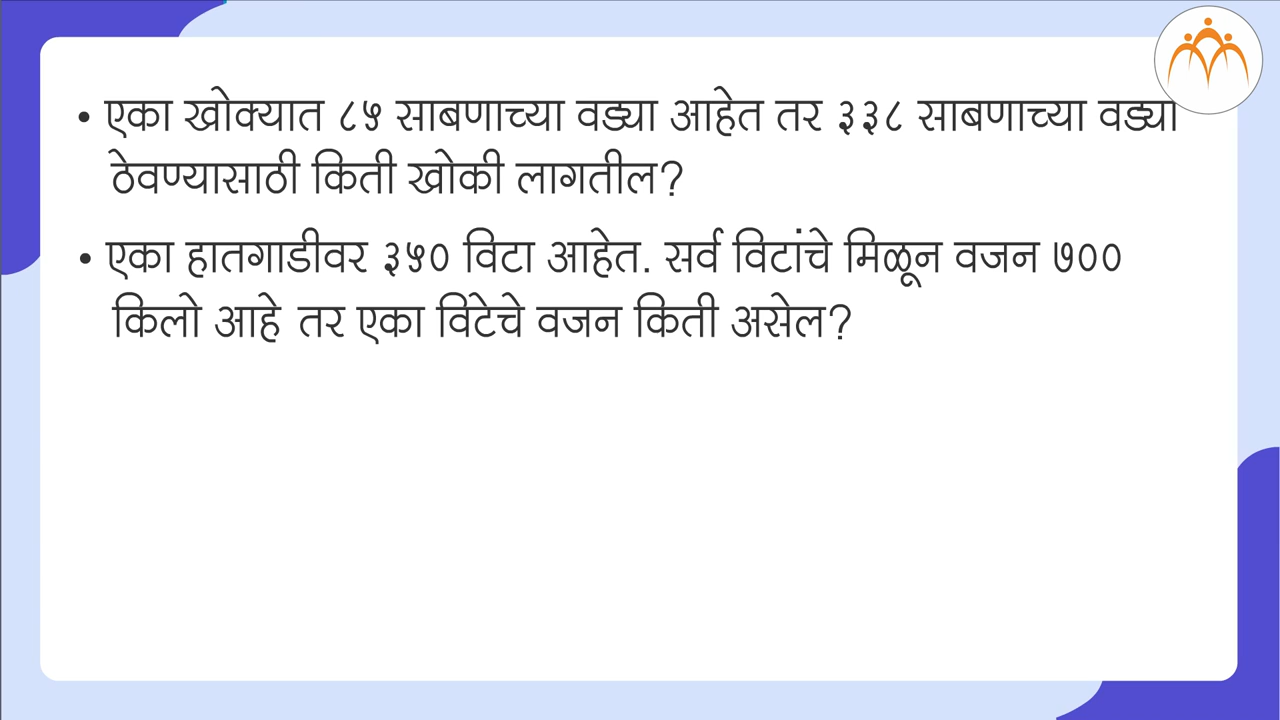 • एका खोक्यात ८५ साबणाच्या वड्या आहेत तर ३३८ साबणाच्या वड्या
ठेवण्यासाठी किती खोकी लागतील?
• एका हातगाडीवर ३५० विटा आहेत. सर्व विटांचे मिळून वजन ७००
किलो आहे तर एका विटेचे वजन किती असेल?